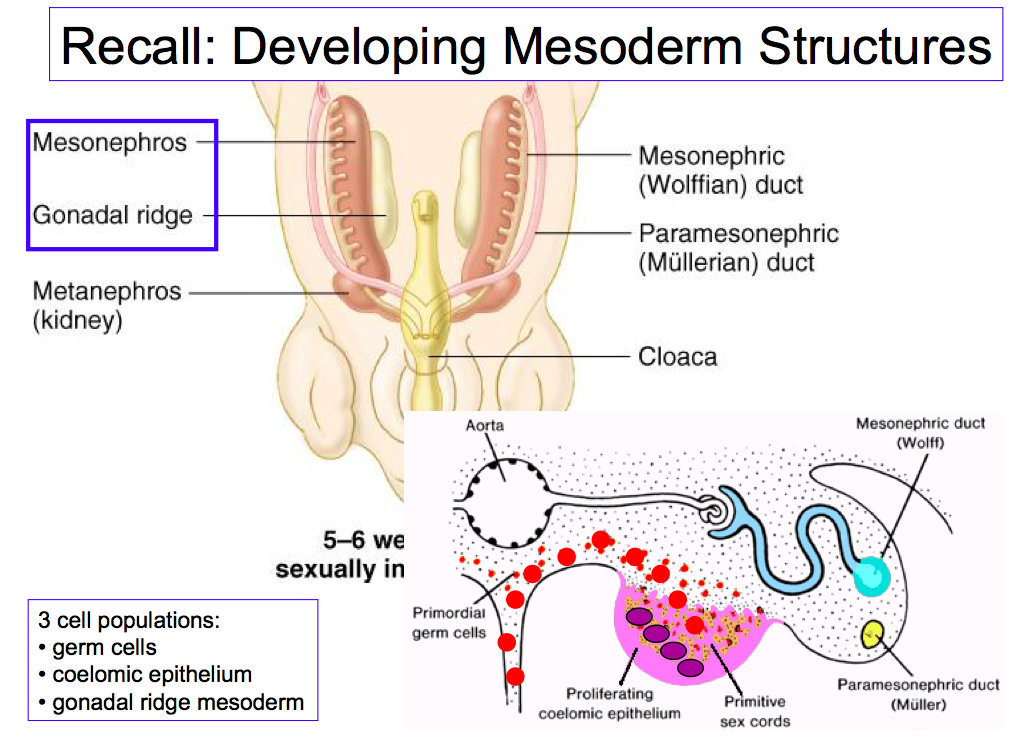 Recall: Developing Mesoderm Structures
Mesonephros
Gonadal ridge
Metanephros
(kidney)
Mesonephric
(Wolffian) duct
Paramesonephric
(Müllerian) duct
Cloaca
5–6 we
sexually in
3 cell populations:
• germ cells
• coelomic epithelium
• gonadal ridge mesoderm
Aorta
Mesonephric duct
(Wolff)
Primordial
germ cells
Proliferating
coelomic epithelium
Primitive
sex cords
Paramesonephric duct
(Müller)